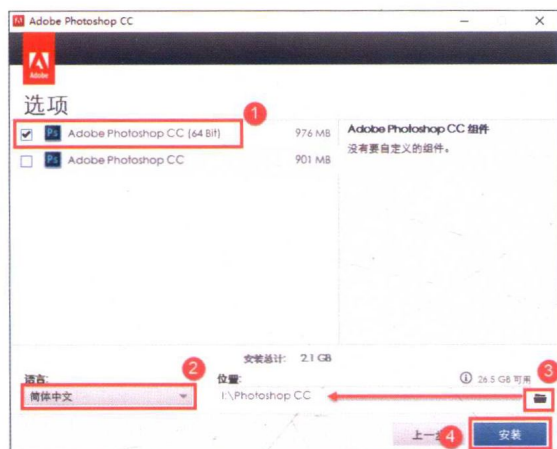 Adobe Photoshop CC
Adobe
选项
1
Ps Adobe Photoshop CC (64 Bit) 976 MB
Ps Adobe Photoshop CC 901 MB
Adobe Photoshop CC 组件
没有要自定义的组件。
安装总计: 2.1 GB
2
3
语言:
位置:
26.5 GB 可用
简体中文
I:\Photoshop CC
上一
4
安装